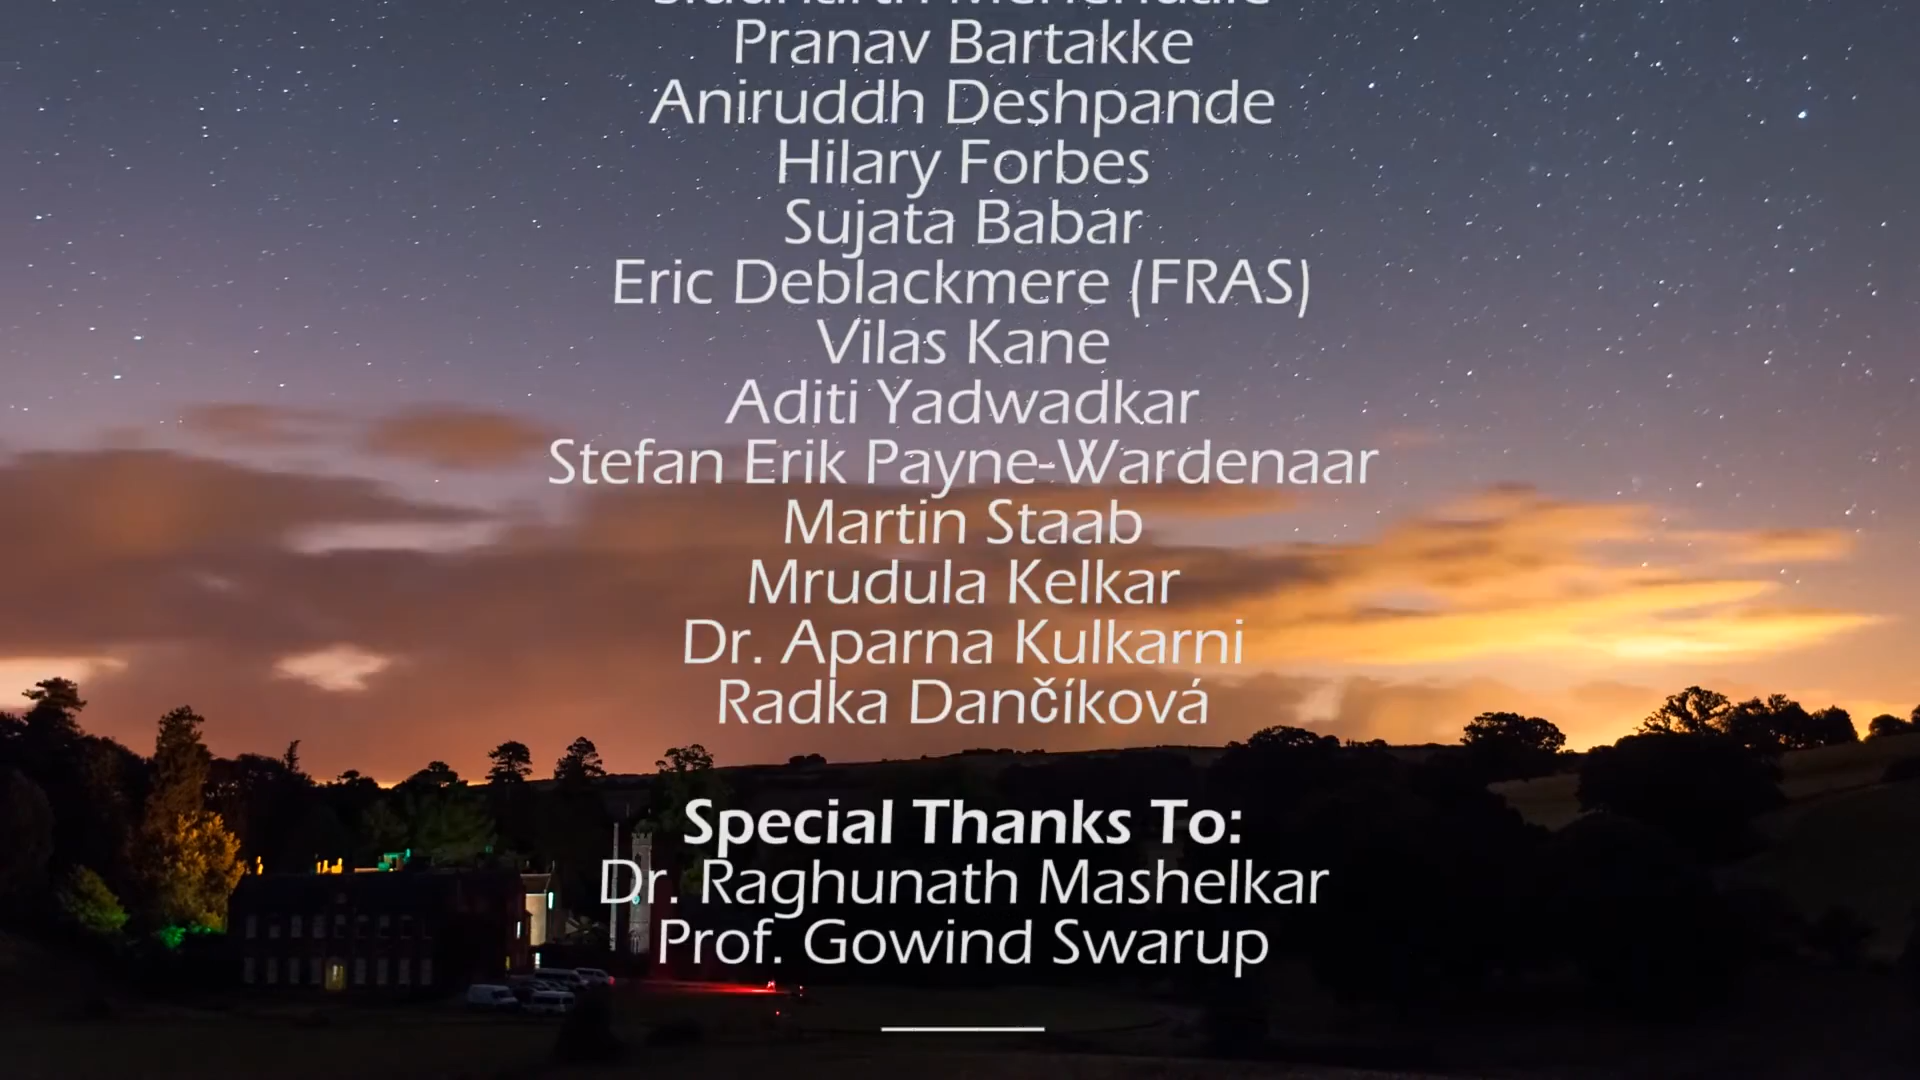 Pranav Bartakke
Aniruddh Deshpande
Hilary Forbes
Sujata Babar
Eric Deblackmere (FRAS)
Vilas Kane
Aditi Yadwadkar
Stefan Erik Payne-Wardenaar
Martin Staab
Mrudula Kelkar
Dr. Aparna Kulkarni
Radka Dančíková
Special Thanks To:
Dr. Raghunath Mashelkar
Prof. Gowind Swarup